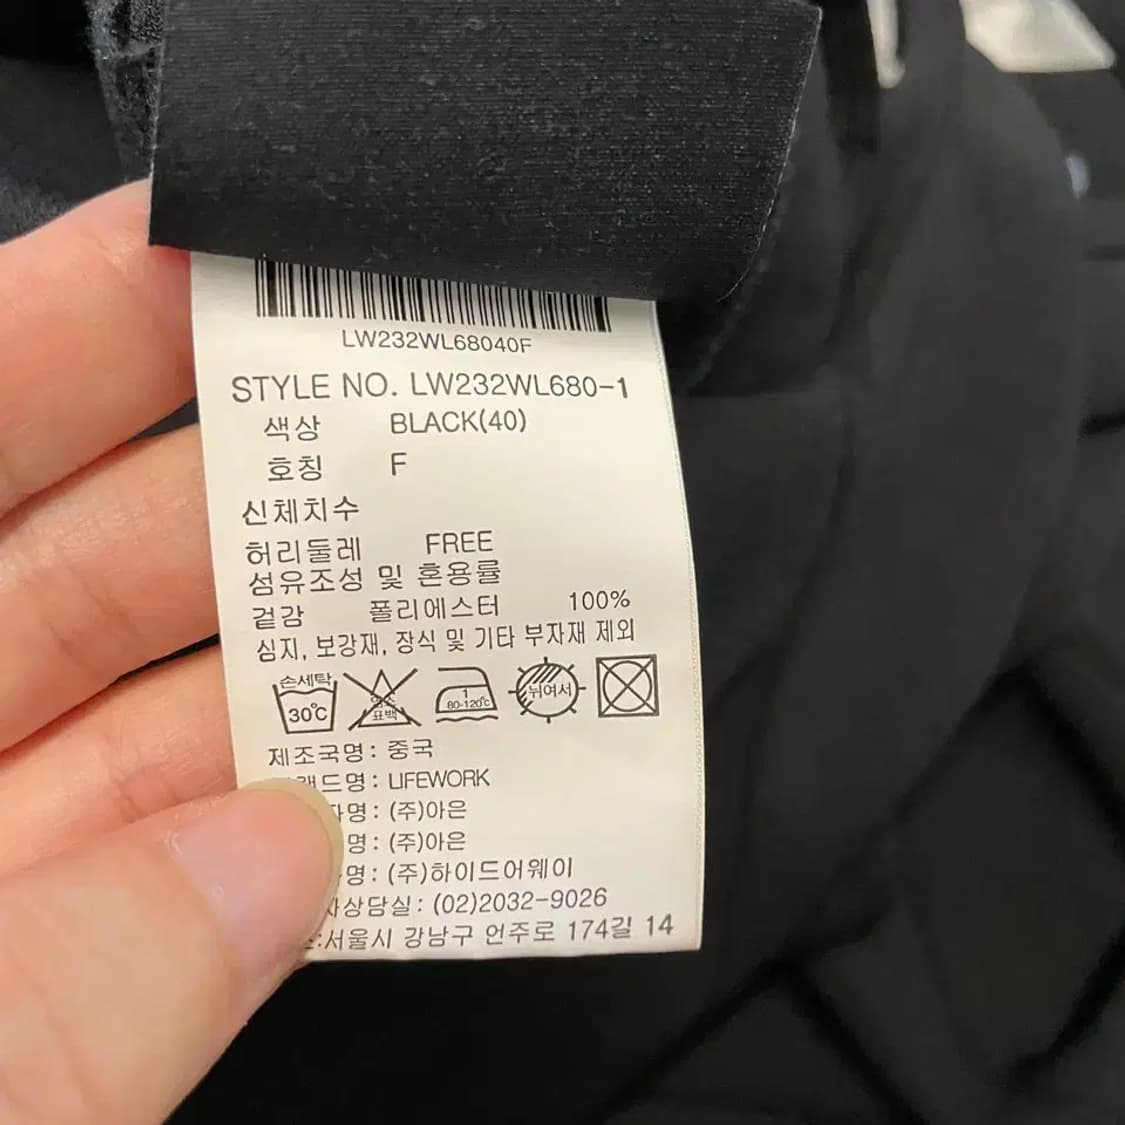 LW232WL68040F
STYLE NO. LW232WL680-1
색상 BLACK(40)
호칭 F
신체치수
허리둘레 FREE
섬유조성 및 혼용률
겉감 폴리에스터 100%
심지, 보강재, 장식 및 기타 부자재 제외
손세탁 30℃ 염소 표백 1 80-120℃ 뉘여서
제조국명: 중국
랜드명: LIFEWORK
자명: (주)아은
명: (주)아은
명: (주)하이드어웨이
상담실: (02)2032-9026
:서울시 강남구 언주로 174길 14